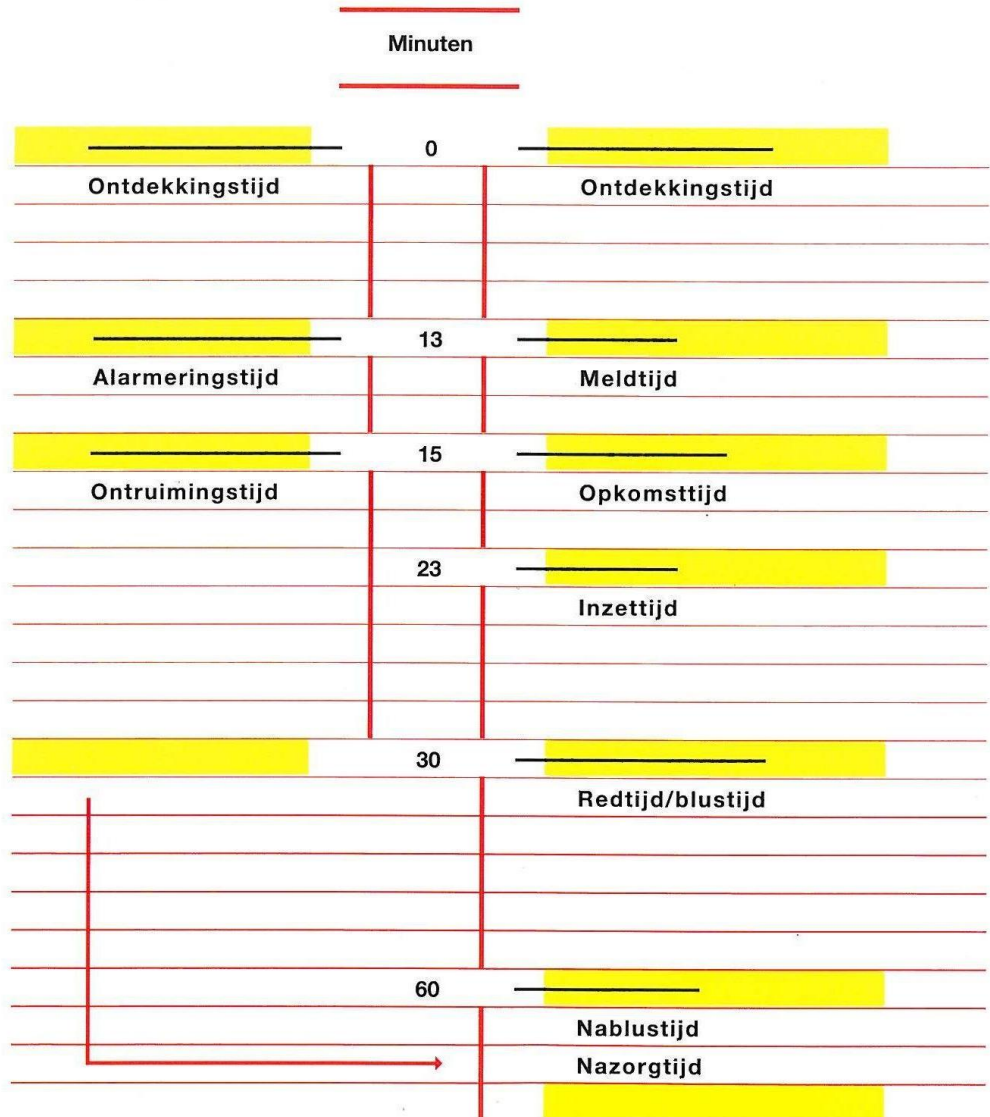 Minuten
0
Ontdekkingstijd Ontdekkingstijd
13
Alarmeringstijd Meldtijd
15
Ontruimingstijd Opkomsttijd
23
Inzettijd
30
Redtijd/blustijd
60
Nablustijd
Nazorgtijd